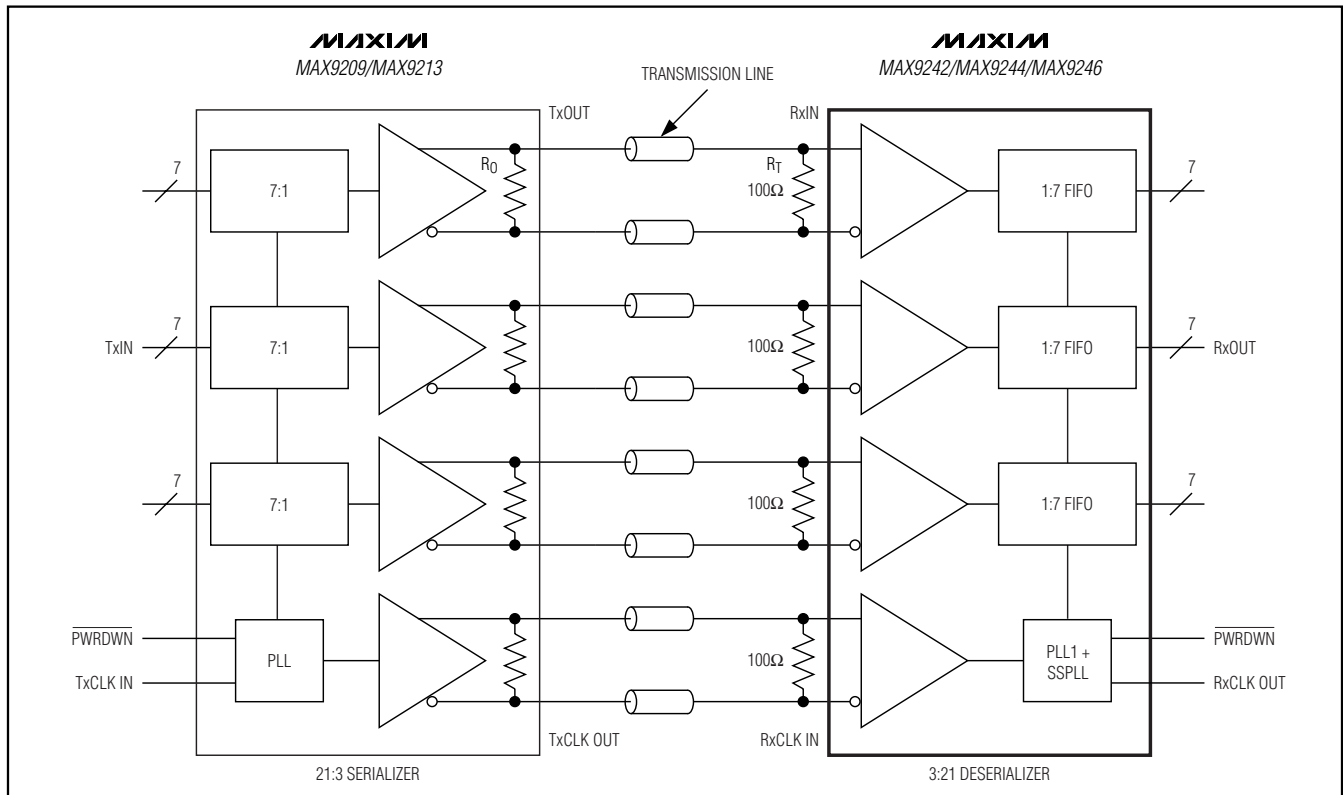 MAXIM
MAX9209/MAX9213
MAXIM
MAX9242/MAX9244/MAX9246
TRANSMISSION LINE
TxOUT
RxIN
7
7:1
R0
RT
100Ω
1:7 FIFO
7
TxIN
7
7:1
100Ω
1:7 FIFO
7
RxOUT
7
7:1
100Ω
1:7 FIFO
7
PWRDWN
TxCLK IN
PLL
100Ω
PLL1 +
SSPLL
PWRDWN
RxCLK OUT
TxCLK OUT
RxCLK IN
21:3 SERIALIZER
3:21 DESERIALIZER